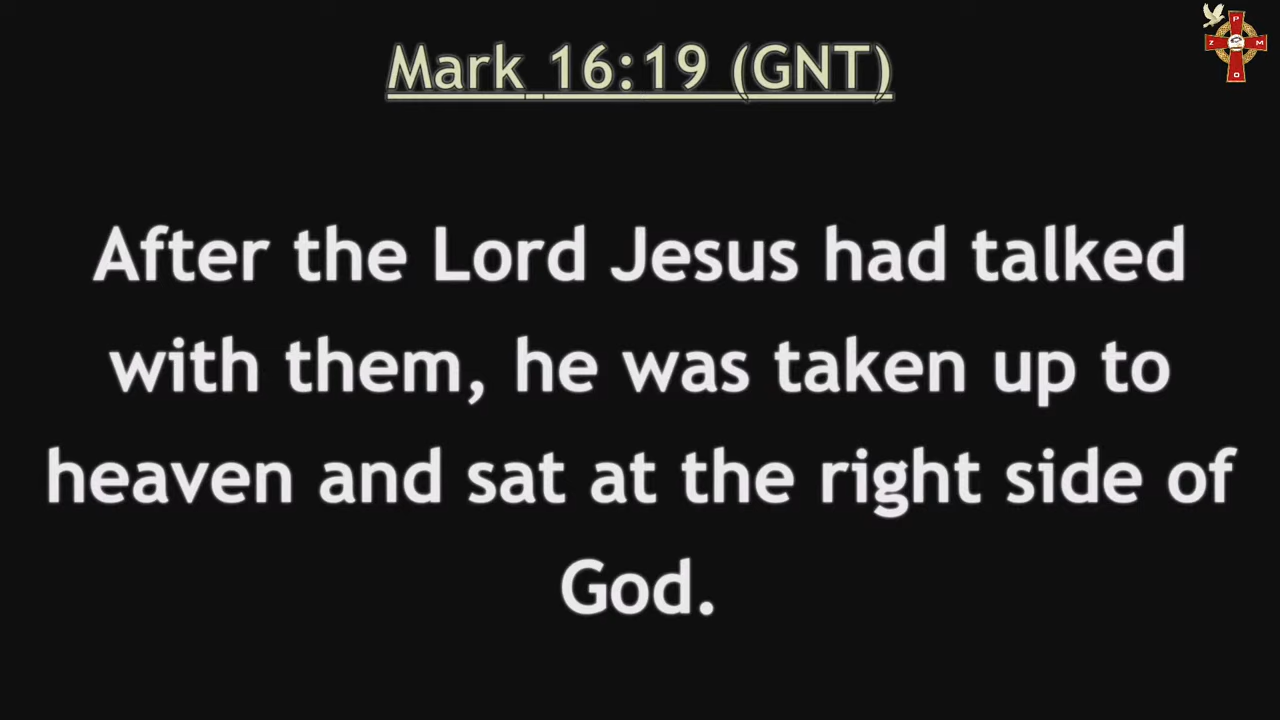 Mark 16:19 (GNT)
P
Z M
O
After the Lord Jesus had talked
with them, he was taken up to
heaven and sat at the right side of
God.